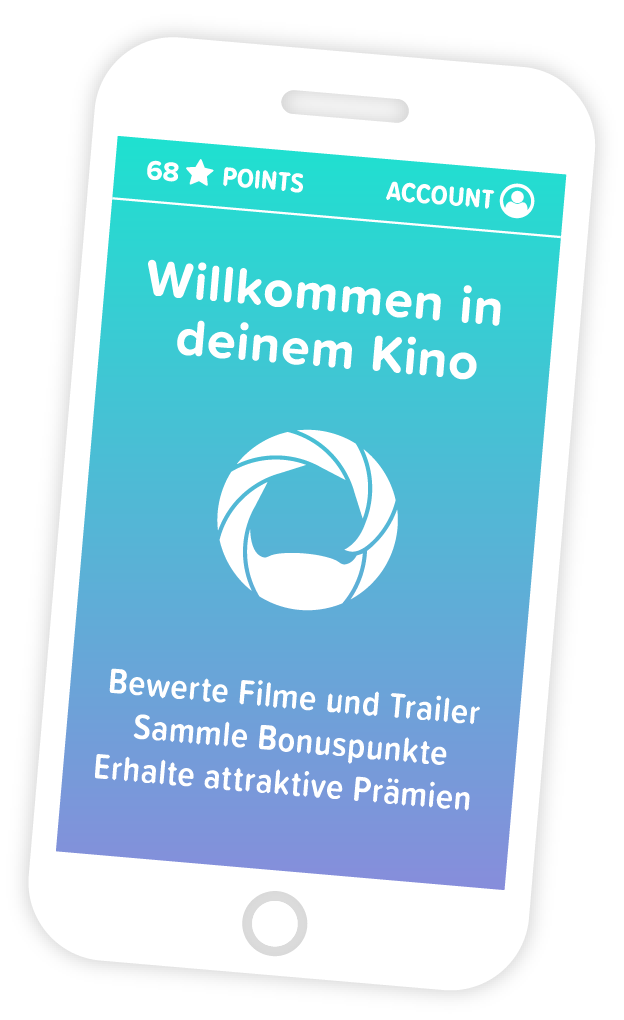 68 POINTS ACCOUNT
Willkommen in
deinem Kino
Bewerte Filme und Trailer
Sammle Bonuspunkte
Erhalte attraktive Prämien